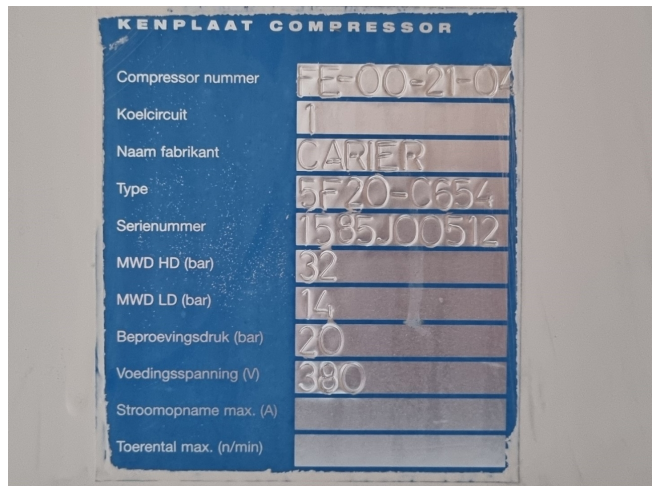 KENPLAAT COMPRESSOR
Compressor nummer FE-00-21-04
Koelcircuit 1
Naam fabrikant CARIER
Type 5F20-C654
Serienummer 1585J00512
MWD HD (bar) 32
MWD LD (bar) 14
Beproevingsdruk (bar) 20
Voedingsspanning (V) 380
Stroomopname max. (A)
Toerental max. (n/min)